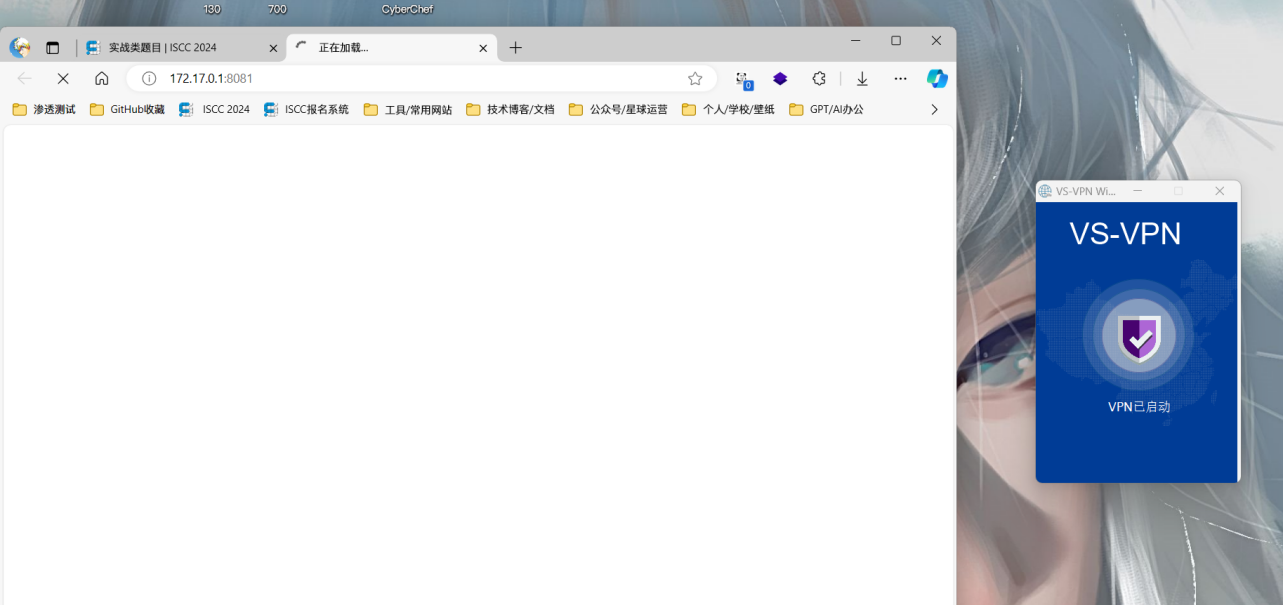 130 700 CyberChef
实战类题目 | ISCC 2024 正在加载...
172.17.0.1:8081 0
渗透测试 GitHub收藏 ISCC 2024 ISCC报名系统 工具/常用网站 技术博客/文档 公众号/星球运营 个人/学校/壁纸 GPT/AI办公
VS-VPN Wi...
VS-VPN
VPN已启动